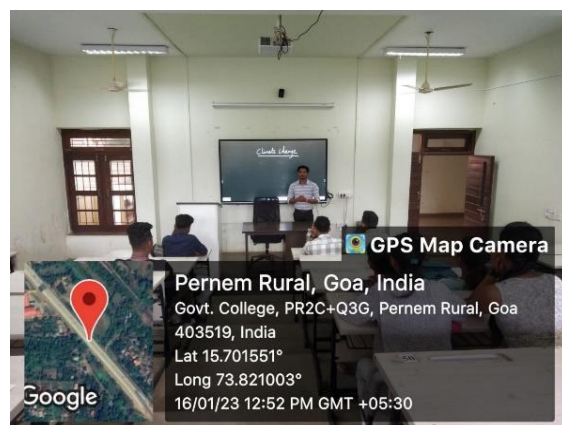 Climate change
GPS Map Camera
Pernem Rural, Goa, India
Govt. College, PR2C+Q3G, Pernem Rural, Goa
403519, India
Lat 15.701551°
Long 73.821003°
16/01/23 12:52 PM GMT +05:30
Google